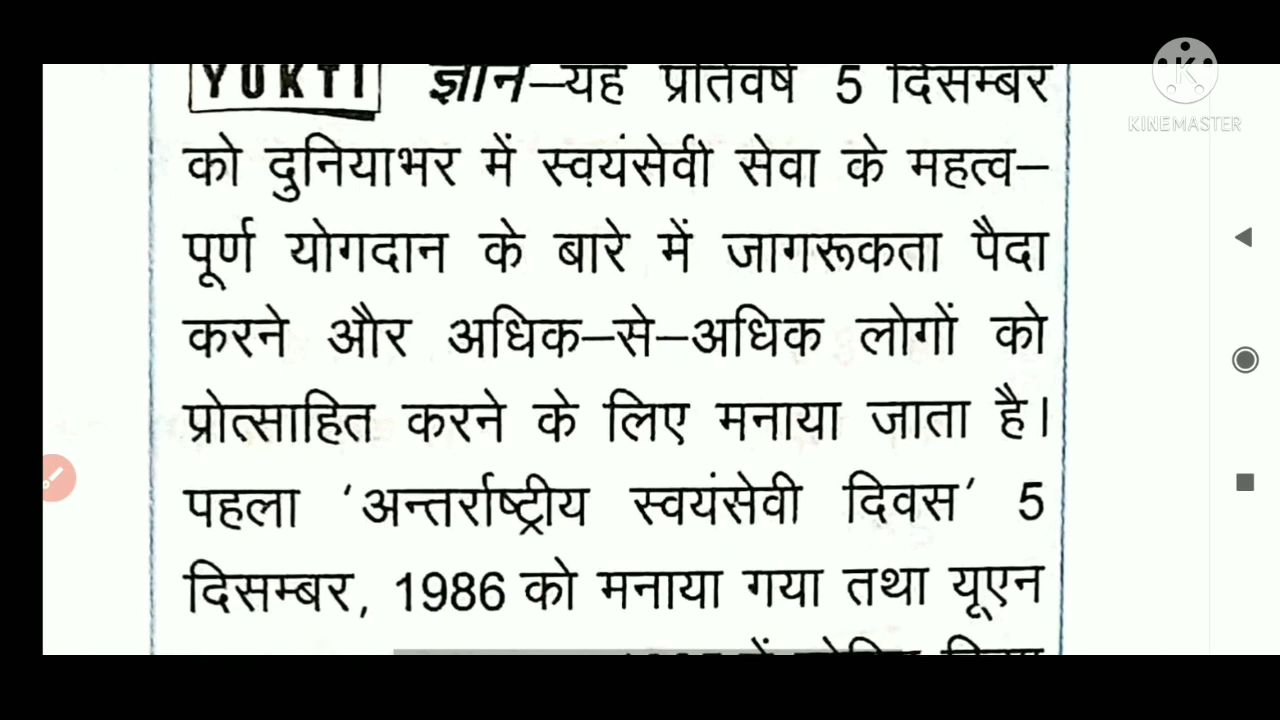 YUKTI ज्ञान–यह प्रतिवर्ष 5 दिसम्बर
को दुनियाभर में स्वयंसेवी सेवा के महत्व–
पूर्ण योगदान के बारे में जागरूकता पैदा
करने और अधिक–से–अधिक लोगों को
प्रोत्साहित करने के लिए मनाया जाता है।
पहला ‘अन्तर्राष्ट्रीय स्वयंसेवी दिवस’ 5
दिसम्बर, 1986 को मनाया गया तथा यूएन
KINEMASTER